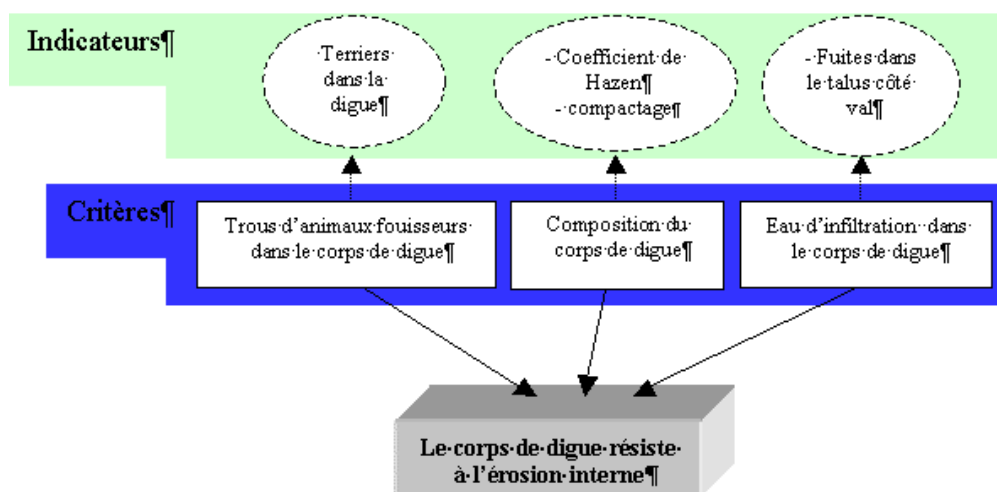 Indicateurs¶
· Terriers·
dans·la·
digue¶
-·Coefficient·de·
Hazen¶
-·compactage¶
-·Fuites·dans·
le·talus·côté·
val¶
Critères¶
Trous·d’animaux·fouisseurs·
dans·le·corps·de·digue¶
Composition·du·
corps·de·digue¶
Eau·d’infiltration··dans·
le·corps·de·digue¶
Le·corps·de·digue·résiste·
à·l’érosion·interne¶